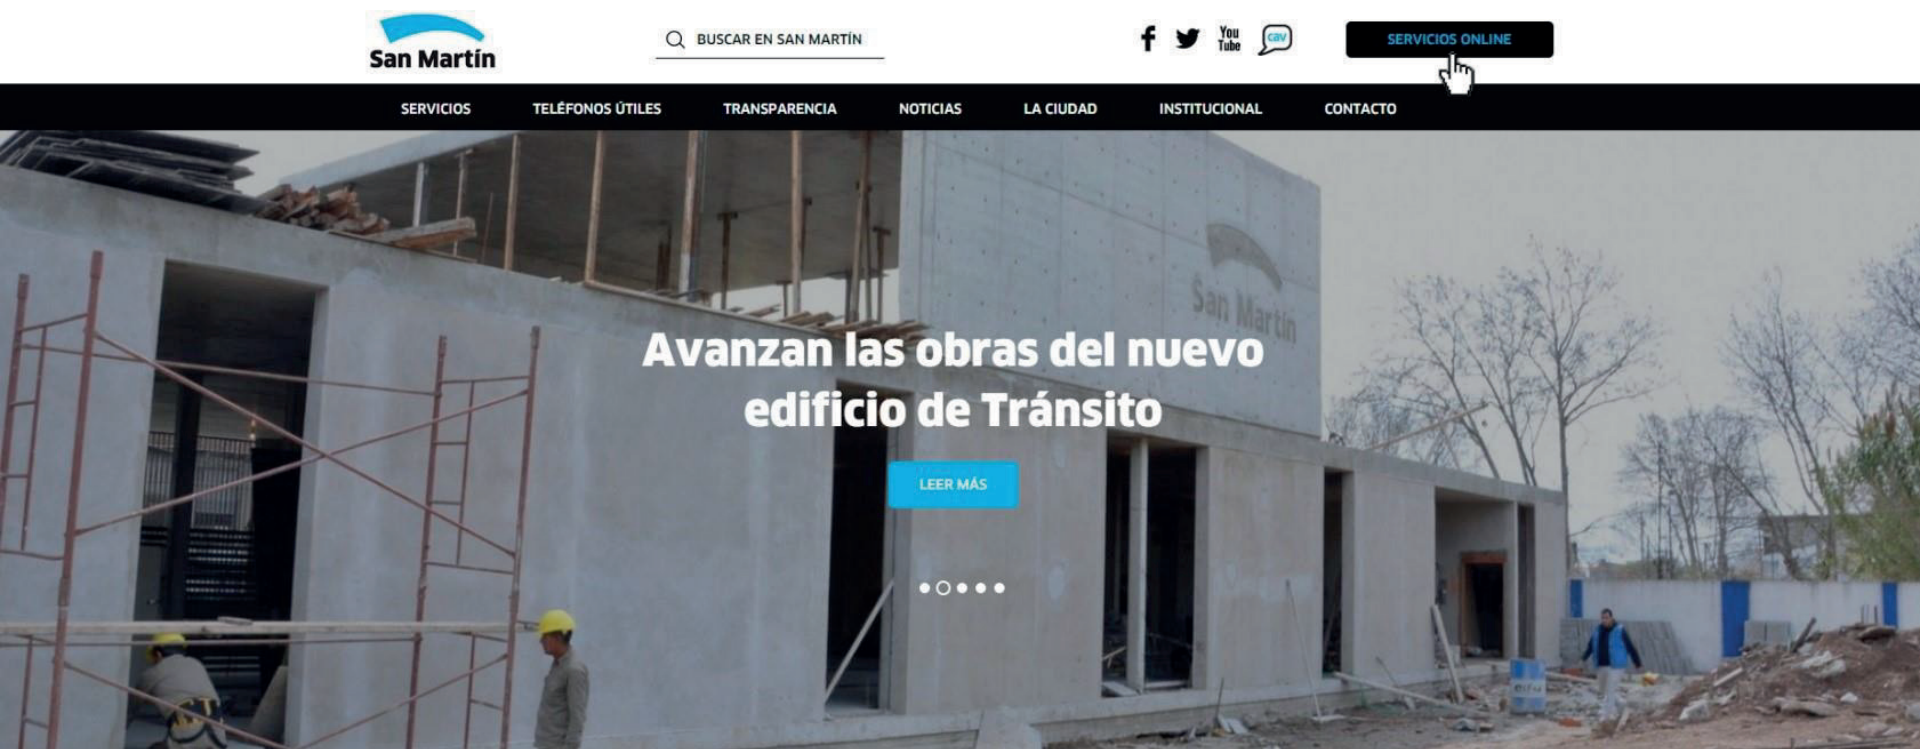 San Martín
BUSCAR EN SAN MARTÍN
You
Tube
cav
SERVICIOS ONLINE
SERVICIOS
TELÉFONOS ÚTILES
TRANSPARENCIA
NOTICIAS
LA CIUDAD
INSTITUCIONAL
CONTACTO
San Martín
Avanzan las obras del nuevo
edificio de Tránsito
LEER MÁS